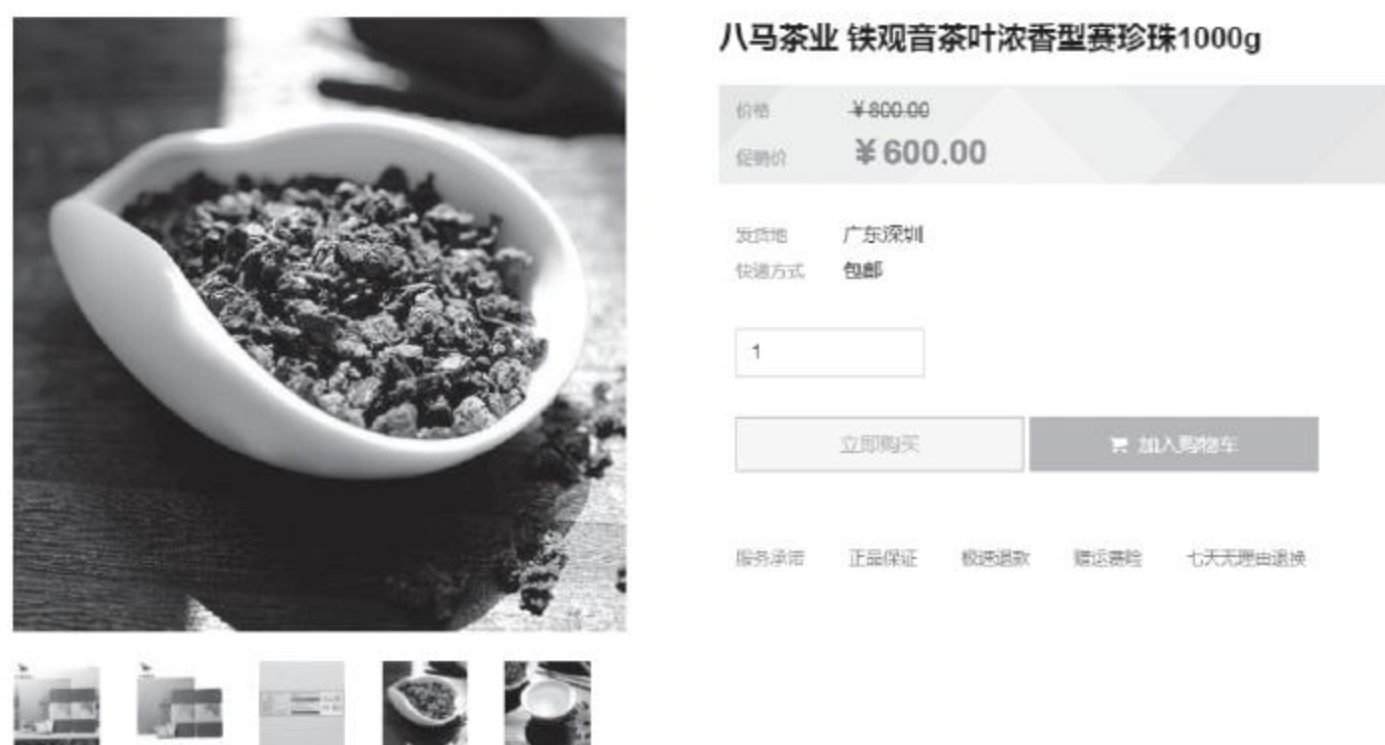 八马茶业 铁观音茶叶浓香型赛珍珠1000g
价格 ¥800.00
促销价 ¥600.00
发货地 广东深圳
快递方式 包邮
1
立即购买 加入购物车
服务承诺 正品保证 极速退款 赠运费险 七天无理由退换